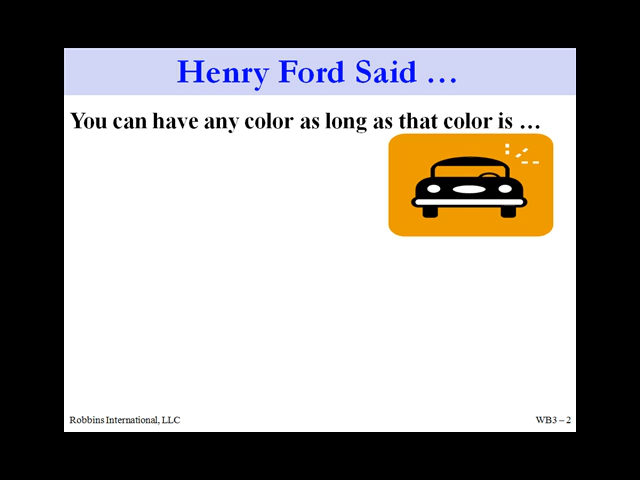 Henry Ford Said …
You can have any color as long as that color is …
Robbins International, LLC
WB3 – 2